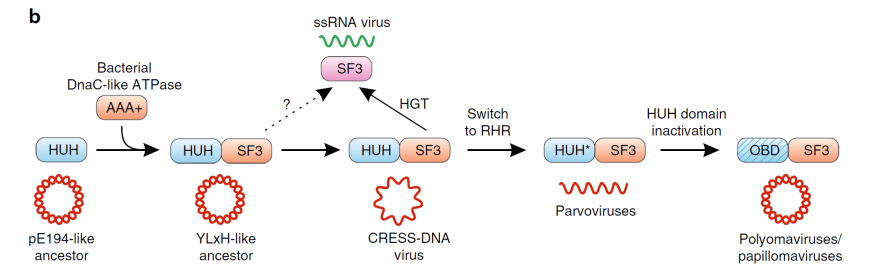 b
ssRNA virus
SF3
Bacterial
DnaC-like ATPase
AAA+
?
HGT
Switch
to RHR
HUH domain
inactivation
HUH
HUH SF3
HUH SF3
HUH* SF3
OBD SF3
pE194-like
ancestor
YLxH-like
ancestor
CRESS-DNA
virus
Parvoviruses
Polyomaviruses/
papillomaviruses